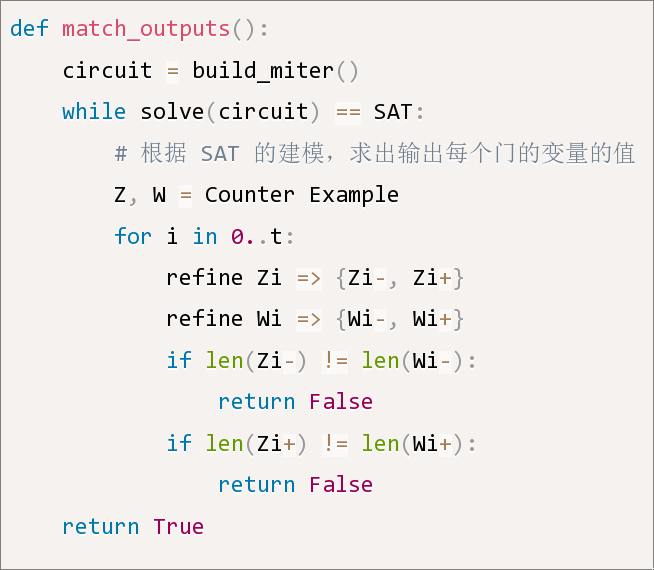 def match_outputs():
    circuit = build_miter()
    while solve(circuit) == SAT:
        # 根据 SAT 的建模，求出输出每个门的变量的值
        Z, W = Counter Example
        for i in 0..t:
            refine Zi => {Zi-, Zi+}
            refine Wi => {Wi-, Wi+}
            if len(Zi-) != len(Wi-):
                return False
            if len(Zi+) != len(Wi+):
                return False
    return True